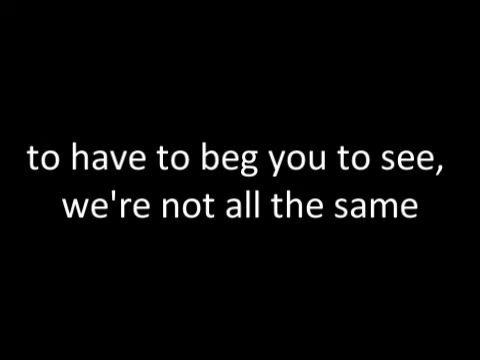 to have to beg you to see,
we're not all the same